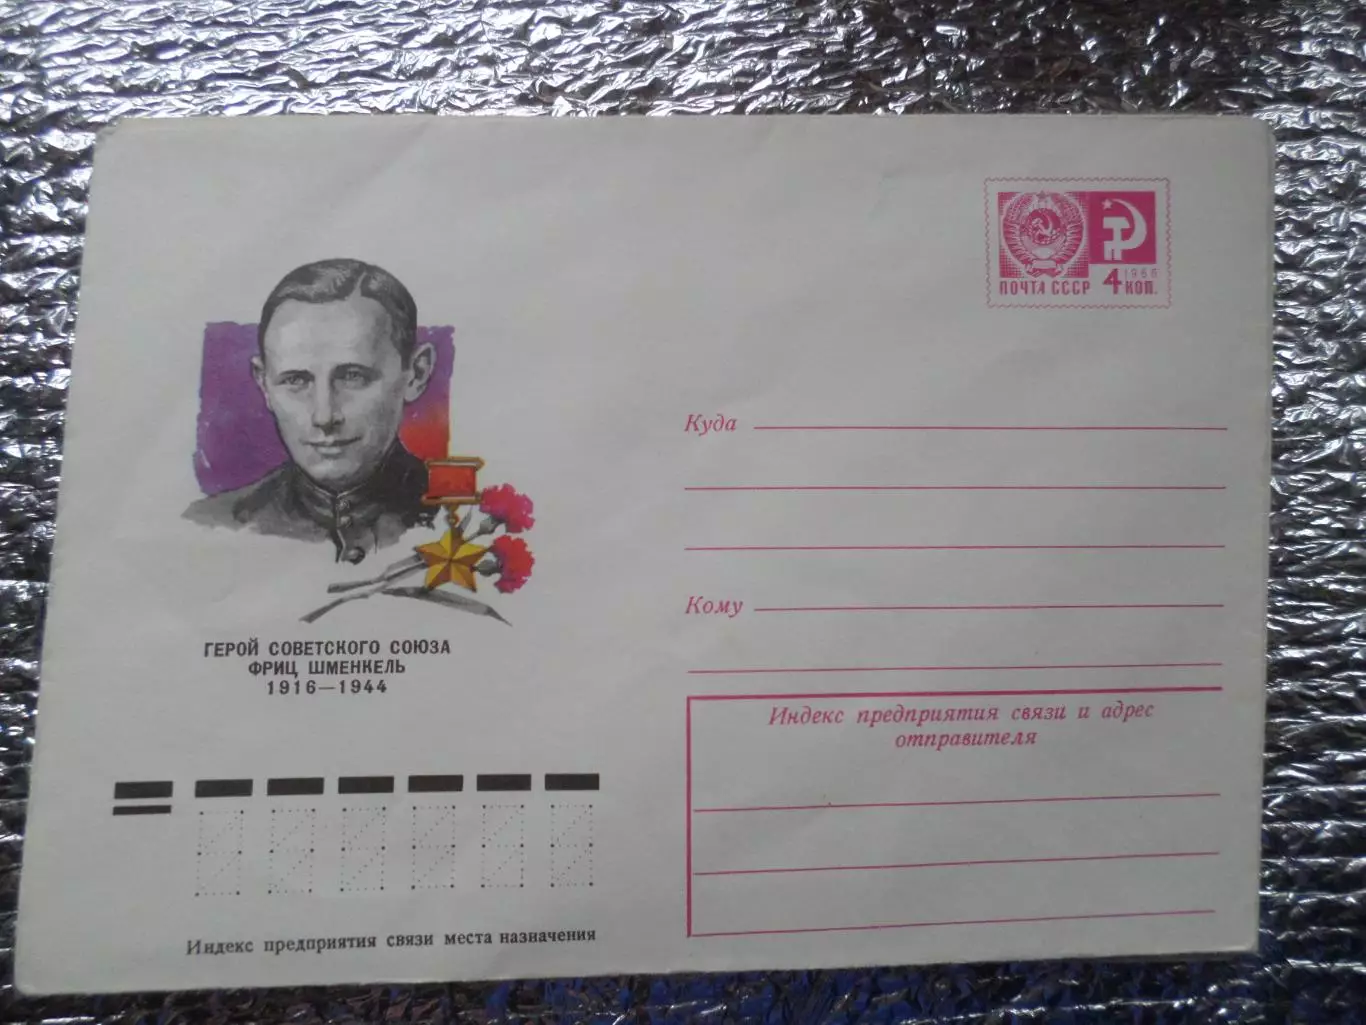 1966
ПОЧТА СССР 4 КОП.
Куда
Кому
ГЕРОЙ СОВЕТСКОГО СОЮЗА
ФРИЦ ШМЕНКЕЛЬ
1916—1944
Индекс предприятия связи и адрес
отправителя
Индекс предприятия связи места назначения